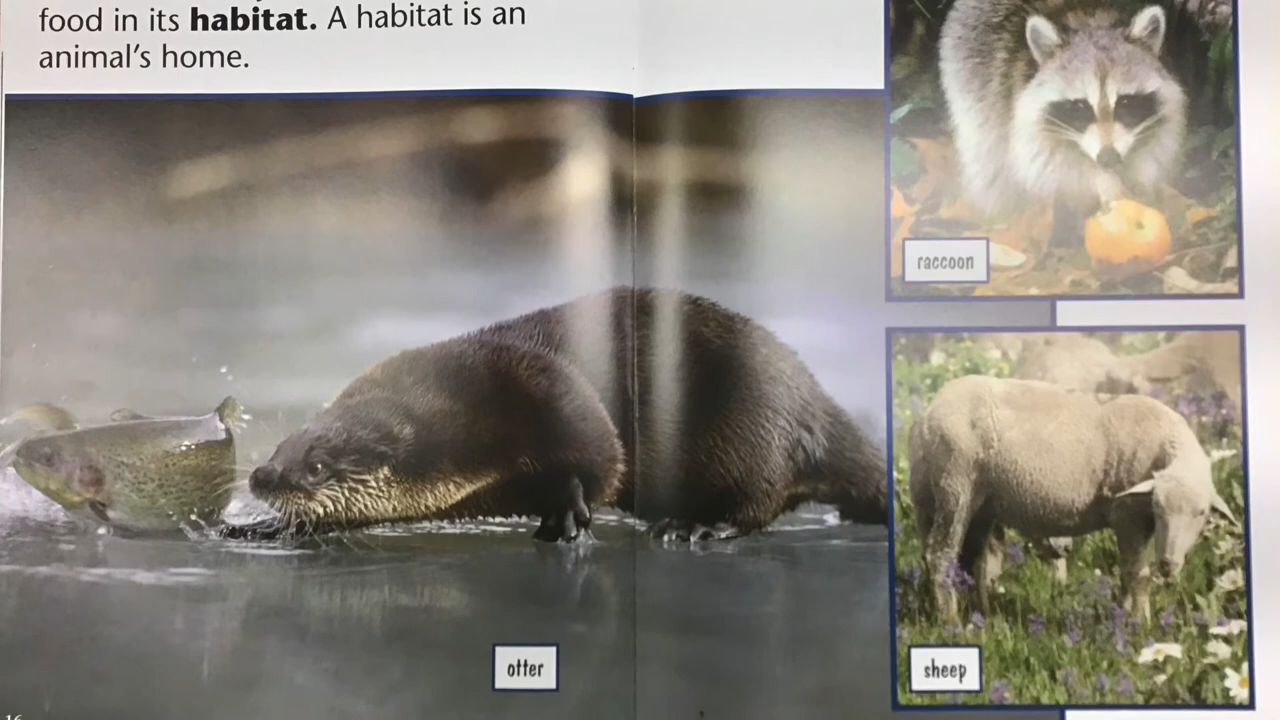 food in its habitat. A habitat is an
animal's home.
raccoon
otter
sheep